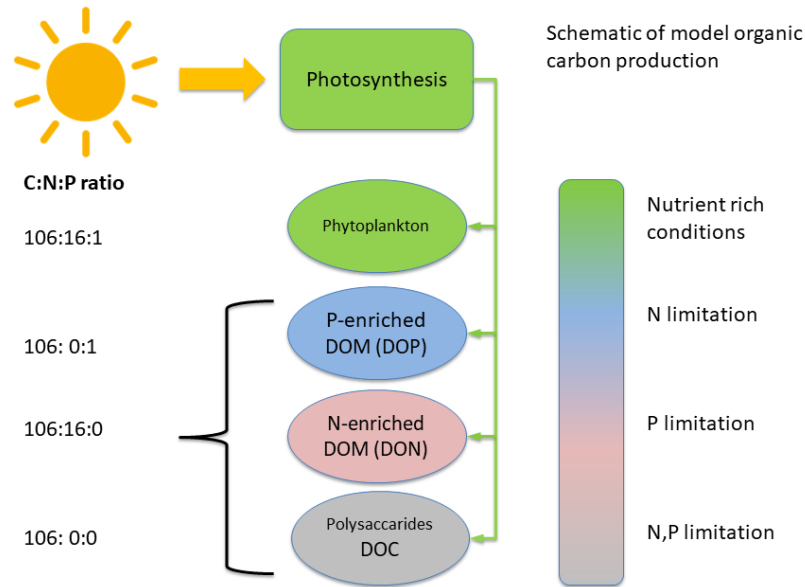 Schematic of model organic
carbon production
Photosynthesis
C:N:P ratio
106:16:1
Phytoplankton
Nutrient rich
conditions
106: 0:1
P-enriched
DOM (DOP)
N limitation
106:16:0
N-enriched
DOM (DON)
P limitation
106: 0:0
Polysaccarides
DOC
N,P limitation